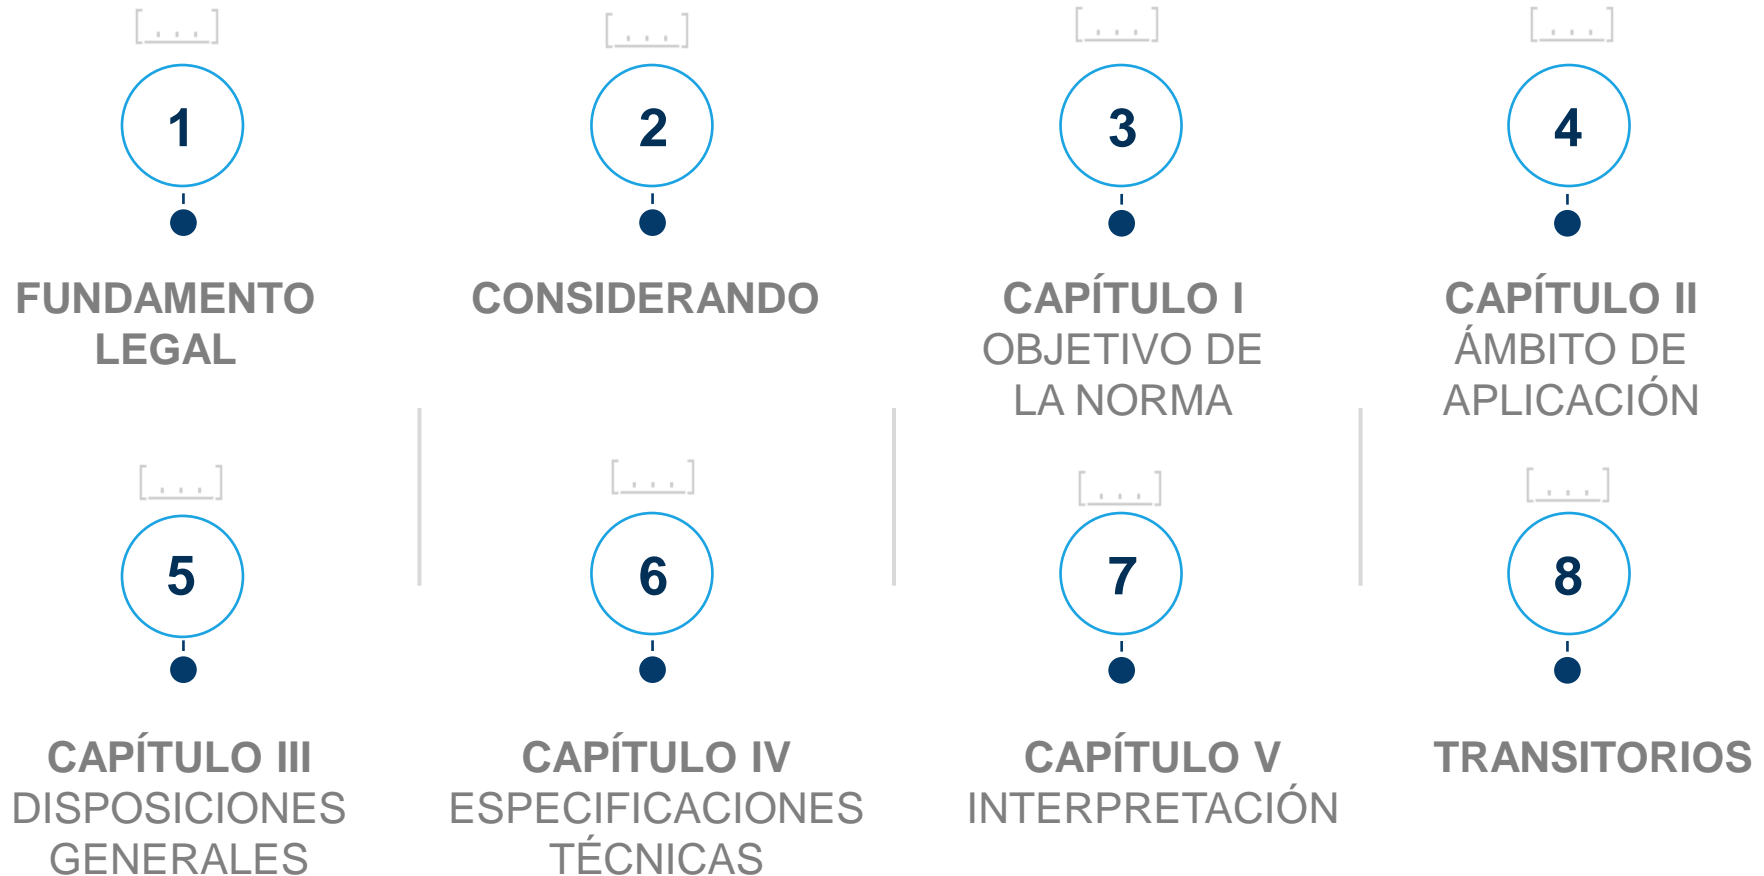 [...]
1
FUNDAMENTO
LEGAL
[...]
2
CONSIDERANDO
[...]
3
CAPÍTULO I
OBJETIVO DE
LA NORMA
[...]
4
CAPÍTULO II
ÁMBITO DE
APLICACIÓN
[...]
5
CAPÍTULO III
DISPOSICIONES
GENERALES
[...]
6
CAPÍTULO IV
ESPECIFICACIONES
TÉCNICAS
[...]
7
CAPÍTULO V
INTERPRETACIÓN
[...]
8
TRANSITORIOS